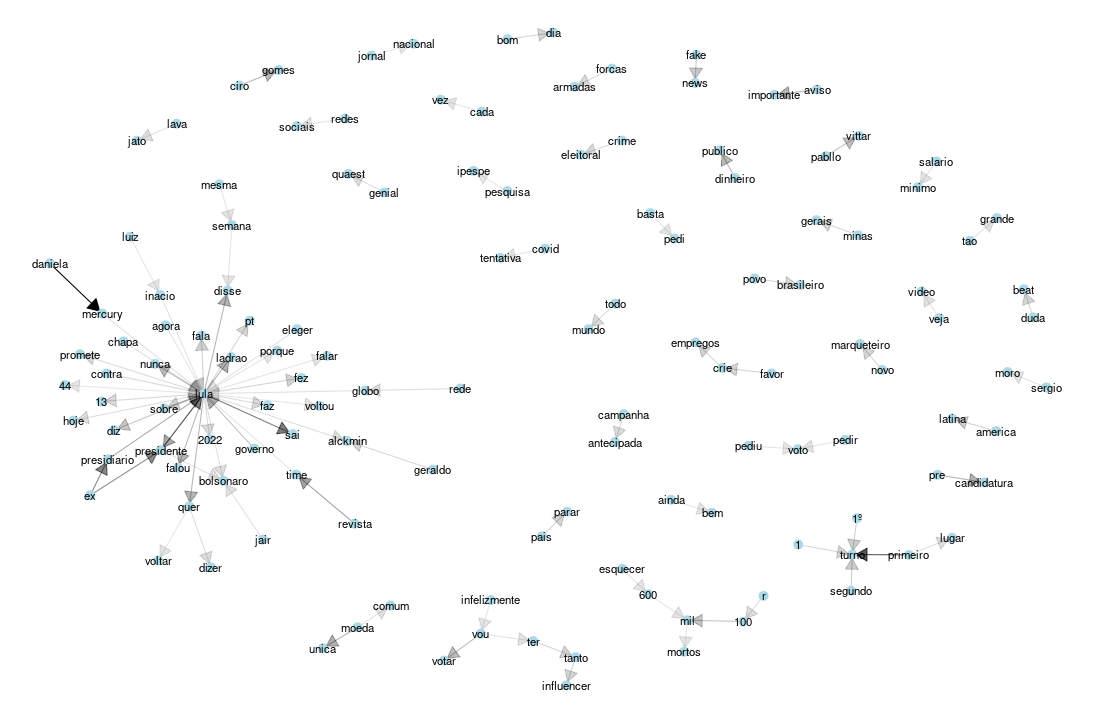 dia
bom
nacional
jornal
fake
news
forcas
armadas
gomes
ciro
importante
aviso
vez
cada
redes
sociais
lava
jato
vittar
pabllo
crime
eleitoral
publico
dinheiro
salario
minimo
ipespe
pesquisa
quaest
genial
mesma
semana
basta
pedi
gerais
minas
grande
tao
luiz
covid
tentativa
daniela
povo
brasileiro
inacio
disse
video
veja
beat
duda
todo
mundo
mercury
agora
fala
pt
eleger
chapa
empregos
marqueteiro
promete
nunca
ladrao
porque
falar
crie
favor
novo
contra
moro
sergio
44
lula
fez
globo
rede
13
sobre
faz
voltou
hoje
diz
sai
campanha
antecipada
latina
america
2022
alckmin
presidente
governo
pediu
voto
pedir
presidiario
falou
geraldo
bolsonaro
time
pre
candidatura
ex
quer
revista
ainda
bem
parar
pais
1º
jair
1
turno
primeiro
lugar
voltar
dizer
esquecer
segundo
600
r
comum
infelizmente
mil
100
moeda
vou
unica
ter
votar
tanto
mortos
influencer